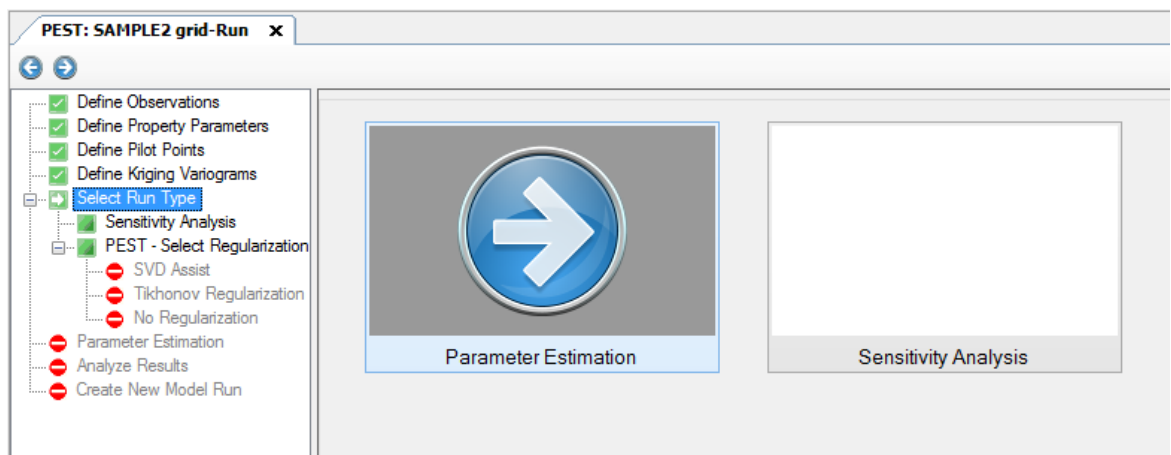 PEST: SAMPLE2 grid-Run x
Define Observations
Define Property Parameters
Define Pilot Points
Define Kriging Variograms
Select Run Type
Sensitivity Analysis
PEST - Select Regularization
SVD Assist
Tikhonov Regularization
No Regularization
Parameter Estimation
Analyze Results
Create New Model Run
Parameter Estimation
Sensitivity Analysis